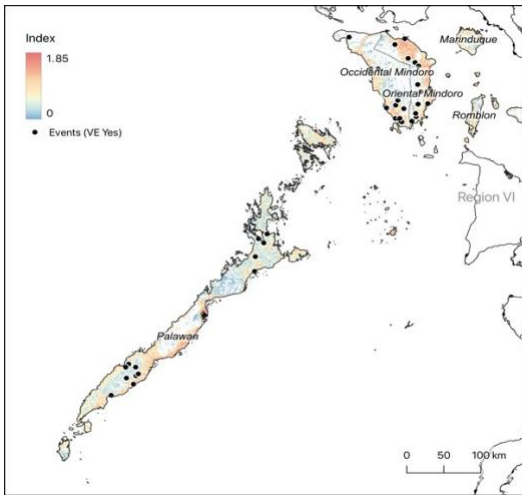 Index
1.85
0
Events (VE Yes)
Marinduque
Occidental Mindoro
Oriental Mindoro
Romblon
Region VI
Palawan
0 50 100 km